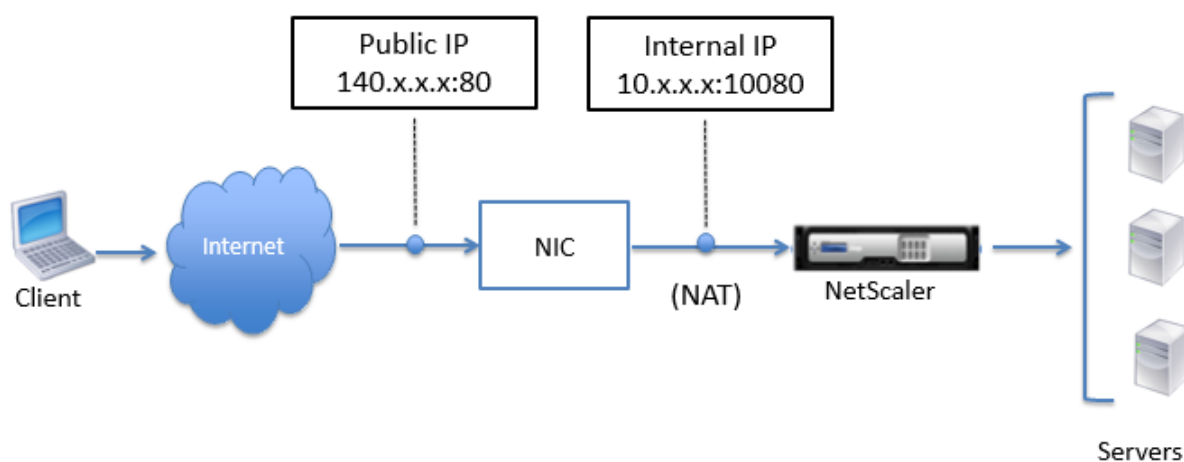 Public IP
140.x.x.x:80
Internal IP
10.x.x.x:10080
Client
Internet
NIC
(NAT)
NetScaler
Servers